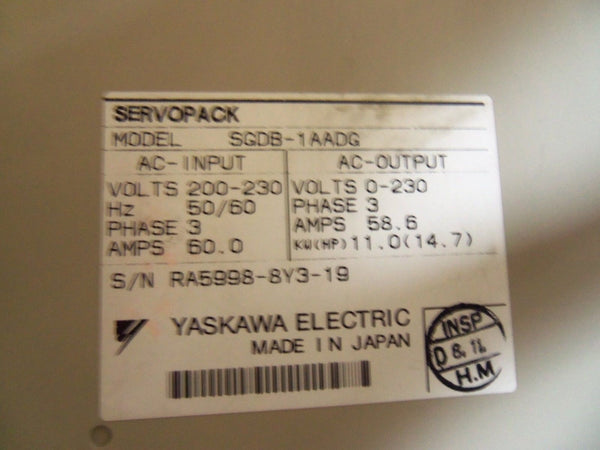 SERVOPACK
MODEL SGDB-1AADG
AC-INPUT AC-OUTPUT
VOLTS 200-230 VOLTS 0-230
Hz 50/60 PHASE 3
PHASE 3 AMPS 58.6
AMPS 60.0 KW(HP) 11.0(14.7)
S/N RA5998-8Y3-19
YASKAWA ELECTRIC
MADE IN JAPAN
INSP
H.M